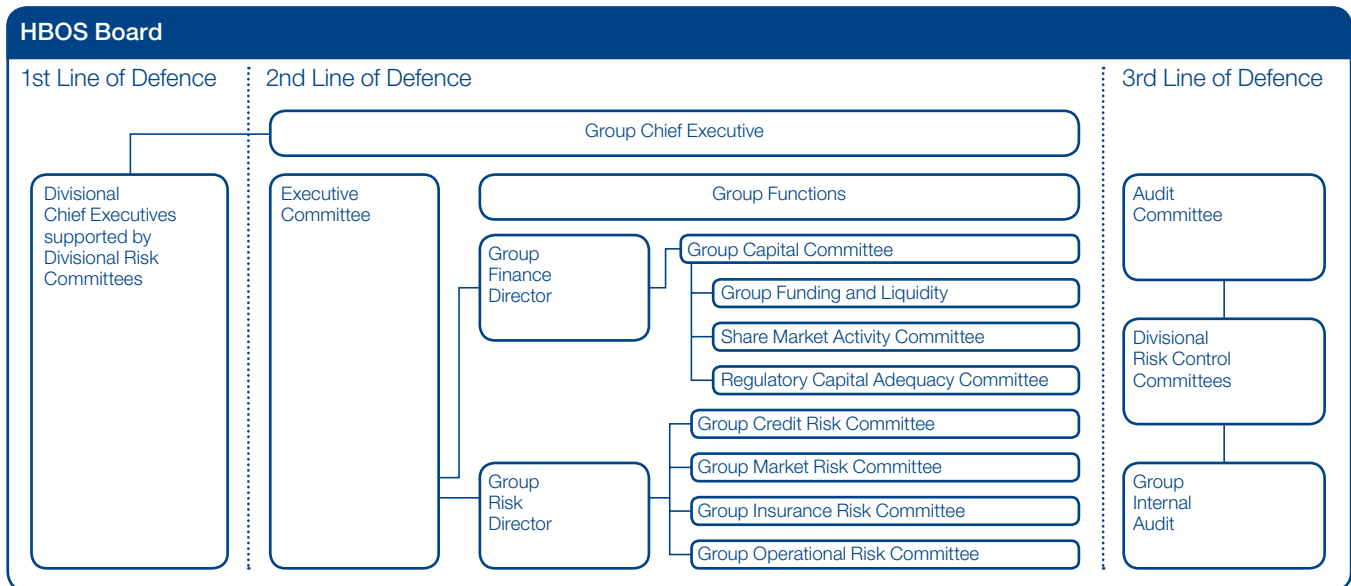 HBOS Board
1st Line of Defence
2nd Line of Defence
3rd Line of Defence
Group Chief Executive
Divisional
Chief Executives
supported by
Divisional Risk
Committees
Executive
Committee
Group Functions
Group
Finance
Director
Group Capital Committee
Group Funding and Liquidity
Share Market Activity Committee
Regulatory Capital Adequacy Committee
Group
Risk
Director
Group Credit Risk Committee
Group Market Risk Committee
Group Insurance Risk Committee
Group Operational Risk Committee
Audit
Committee
Divisional
Risk Control
Committees
Group
Internal
Audit